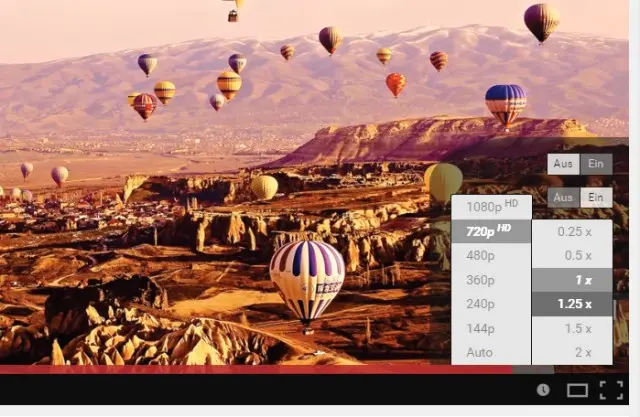 Aus Ein
Aus Ein
1080p HD
720p HD
480p
360p
240p
144p
Auto
0.25 x
0.5 x
1 x
1.25 x
1.5 x
2 x